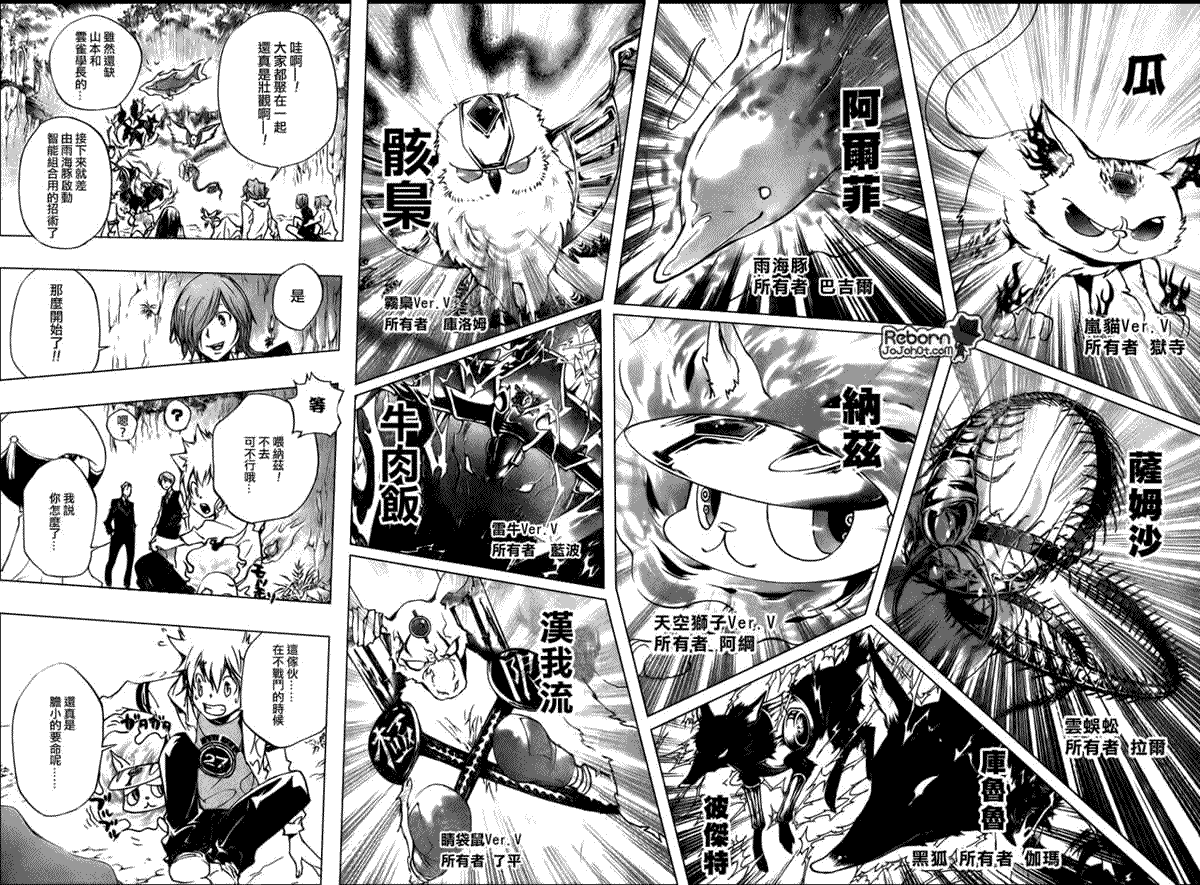 瓜
嵐貓Ver.V
所有者 獄寺
阿爾菲
雨海豚
所有者 巴吉爾
骸梟
霧梟Ver.V
所有者 庫洛姆
Reborn
JoJohOt.com
薩姆沙
雲蜈蚣
所有者 拉爾
納茲
天空獅子Ver.V
所有者 阿綱
牛肉飯
雷牛Ver.V
所有者 藍波
庫魯魯
彼傑特
黑狐 所有者 伽瑪
漢我流
極
晴袋鼠Ver.V
所有者 了平
哇啊—！
大家都聚在一起
還真是壯觀啊—！
雖然還缺
山本和
雲雀學長的…
接下來就差
由雨海豚啟動
智能組合用的招術了
是
那麼開始了!!
等
喂納茲！
不去
可不行哦…
?
嗯?
我說
你怎麼了…
モゾモゾ
這傢伙……
在不戰鬥的時候
還真是
膽小的要命呢……
ガタガタ
27